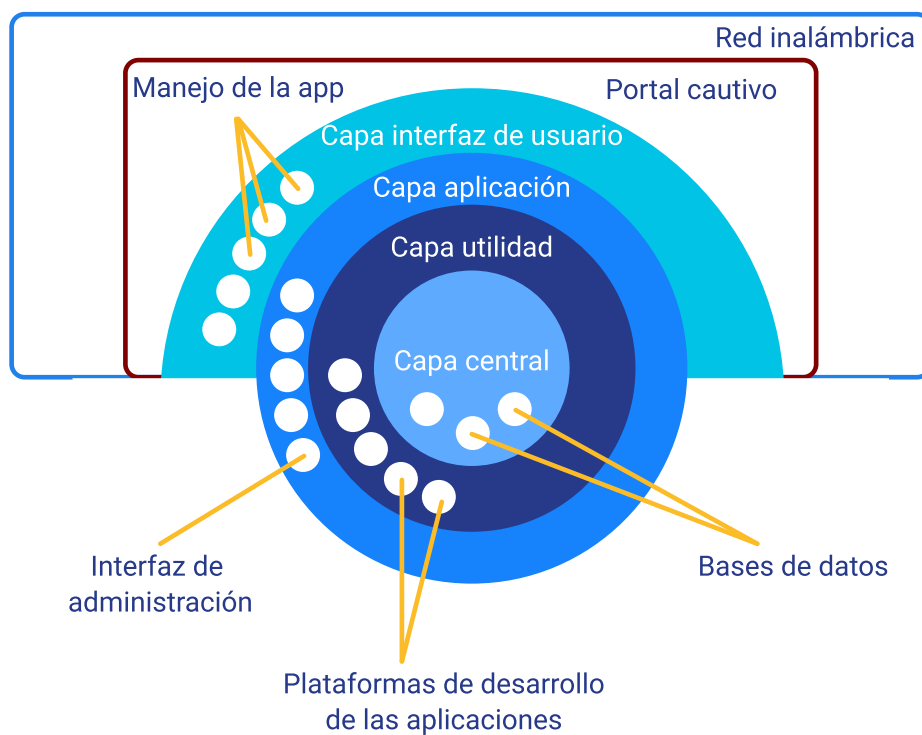 Red inalámbrica
Manejo de la app
Portal cautivo
Capa interfaz de usuario
Capa aplicación
Capa utilidad
Capa central
Interfaz de
administración
Bases de datos
Plataformas de desarrollo
de las aplicaciones